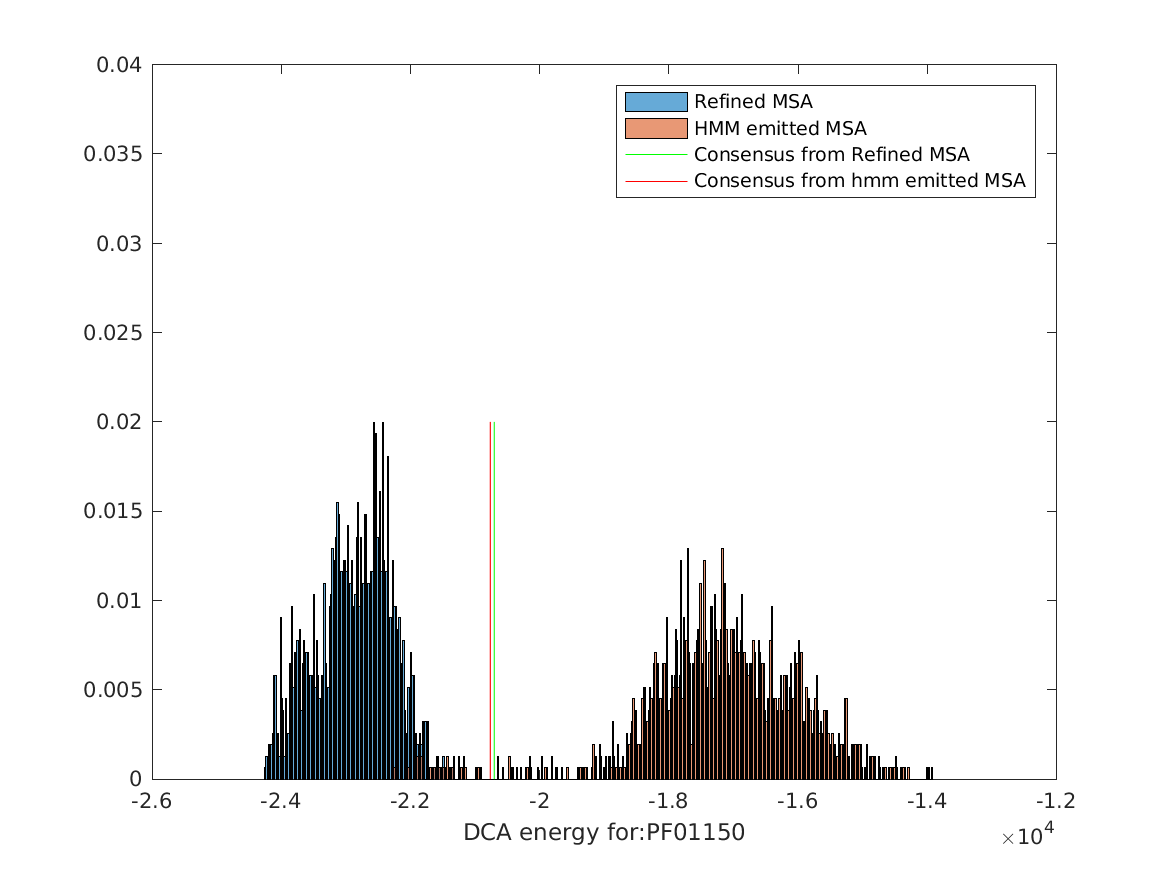 0.04
0.035
0.03
0.025
0.02
0.015
0.01
0.005
0
Refined MSA
HMM emitted MSA
Consensus from Refined MSA
Consensus from hmm emitted MSA
-2.6 -2.4 -2.2 -2 -1.8 -1.6 -1.4 -1.2
DCA energy for:PF01150
×10⁴